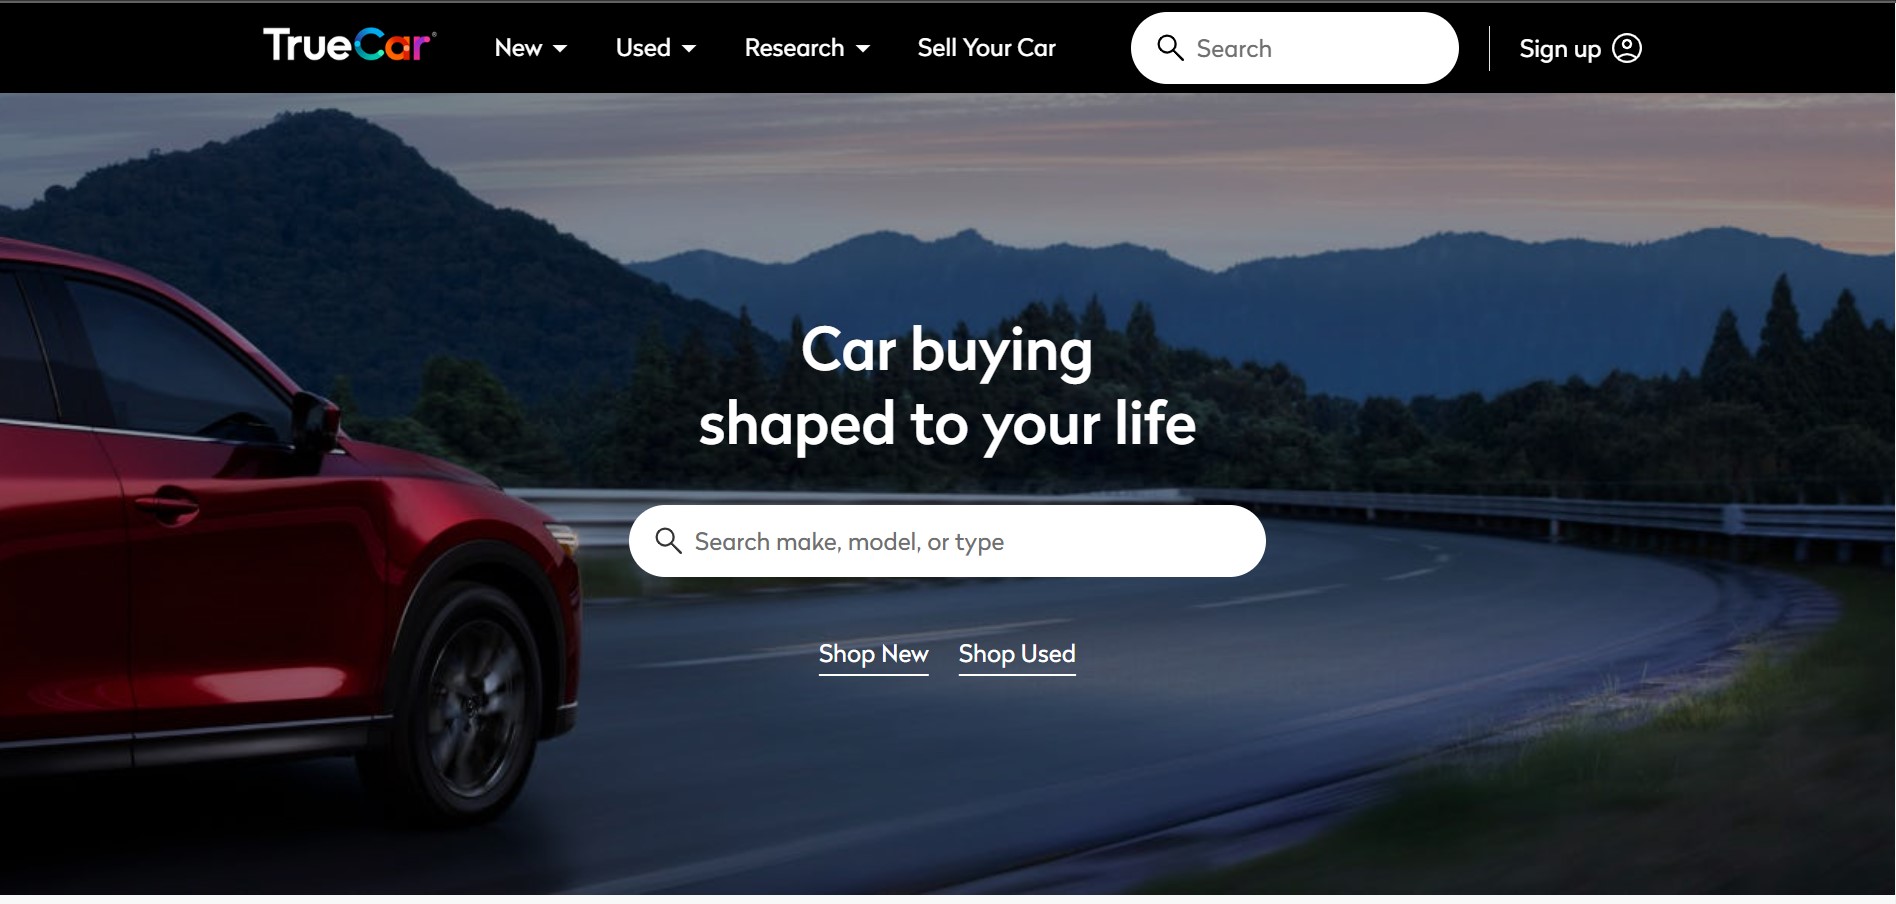 TrueCar
New
Used
Research
Sell Your Car
Search
Sign up
Car buying
shaped to your life
Search make, model, or type
Shop New
Shop Used